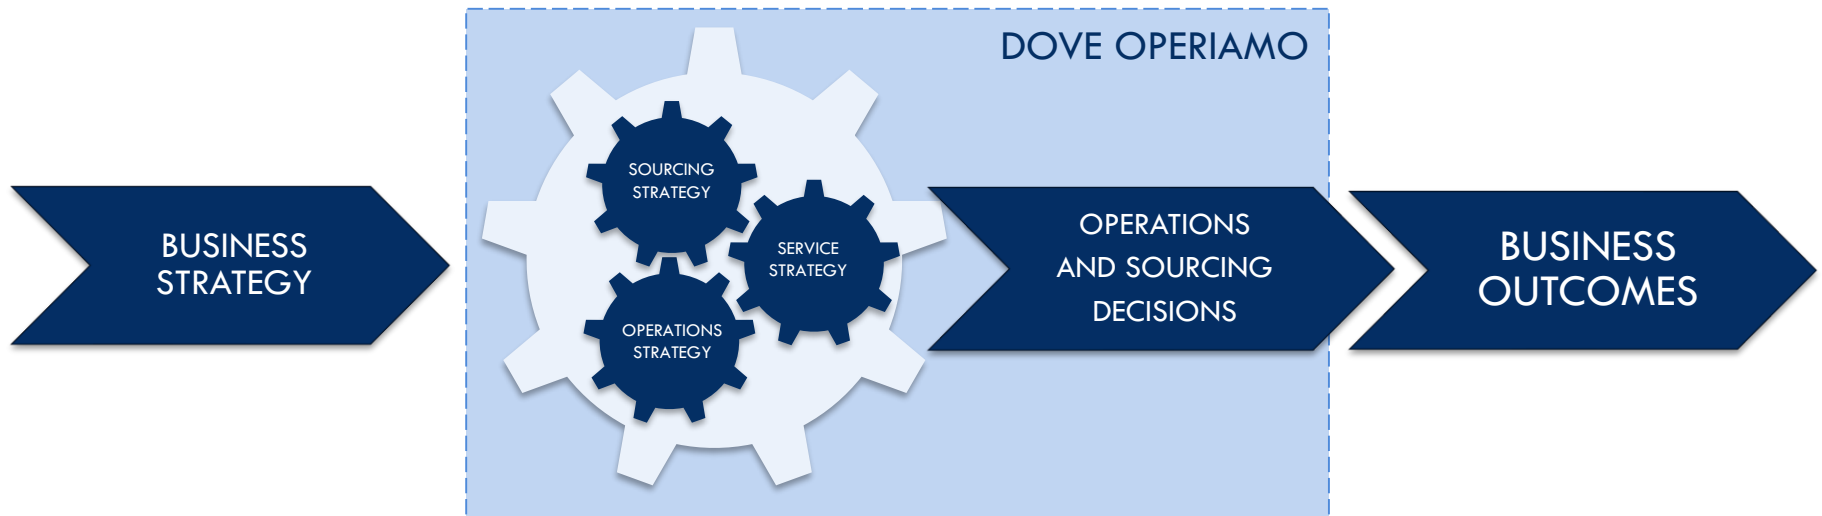 DOVE OPERIAMO
BUSINESS
STRATEGY
SOURCING
STRATEGY
SERVICE
STRATEGY
OPERATIONS
STRATEGY
OPERATIONS
AND SOURCING
DECISIONS
BUSINESS
OUTCOMES